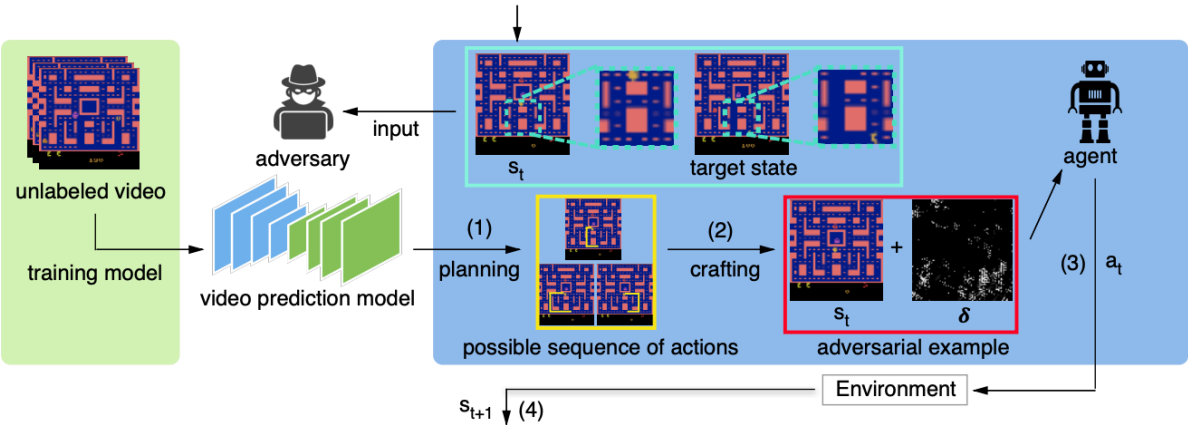 input
adversary
s_t
target state
agent
unlabeled video
training model
video prediction model
(1)
planning
possible sequence of actions
(2)
crafting
+
s_t
δ
adversarial example
(3)
a_t
Environment
s_{t+1}
(4)